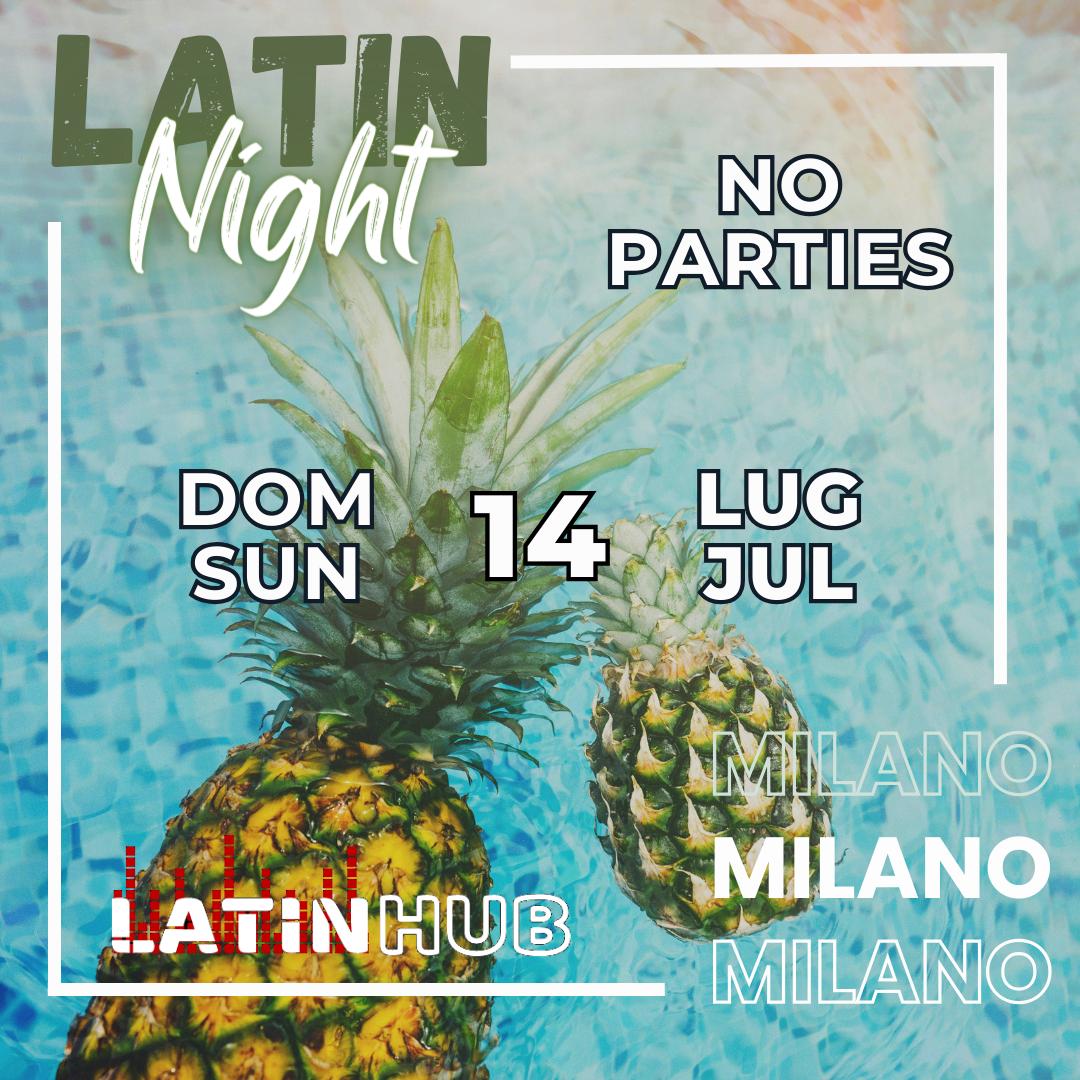 LATIN
Night
NO
PARTIES
DOM
SUN
14
LUG
JUL
MILANO
MILANO
MILANO
LATINHUB